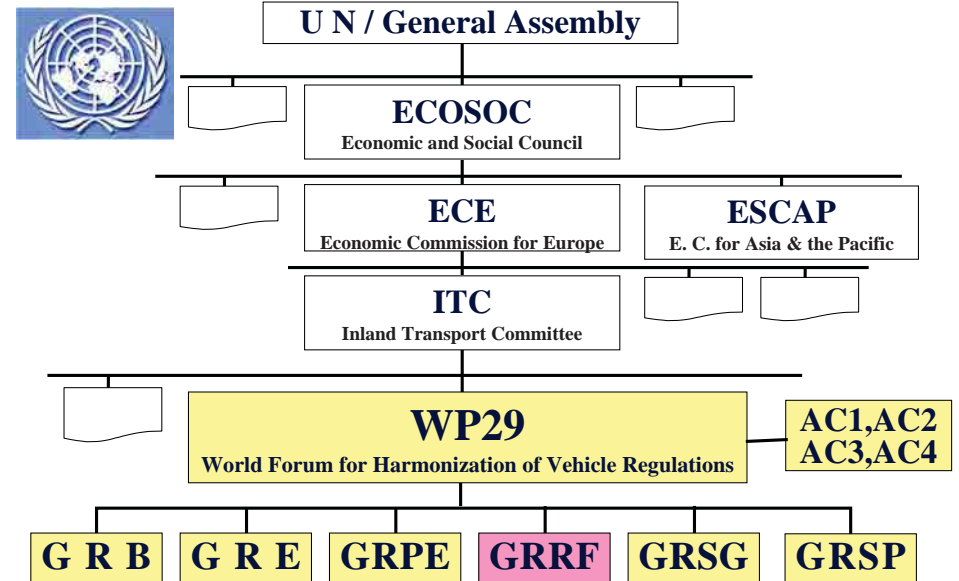 U N / General Assembly
ECOSOC
Economic and Social Council
ECE
Economic Commission for Europe
ESCAP
E. C. for Asia & the Pacific
ITC
Inland Transport Committee
WP29
World Forum for Harmonization of Vehicle Regulations
AC1,AC2
AC3,AC4
G R B
G R E
GRPE
GRRF
GRSG
GRSP